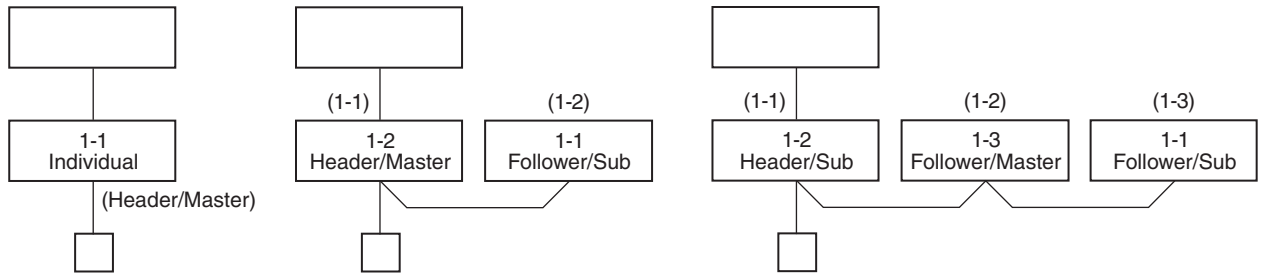 (1-1)
(1-2)
(1-1)
(1-2)
(1-3)
1-1
Individual
1-2
Header/Master
1-1
Follower/Sub
1-2
Header/Sub
1-3
Follower/Master
1-1
Follower/Sub
(Header/Master)